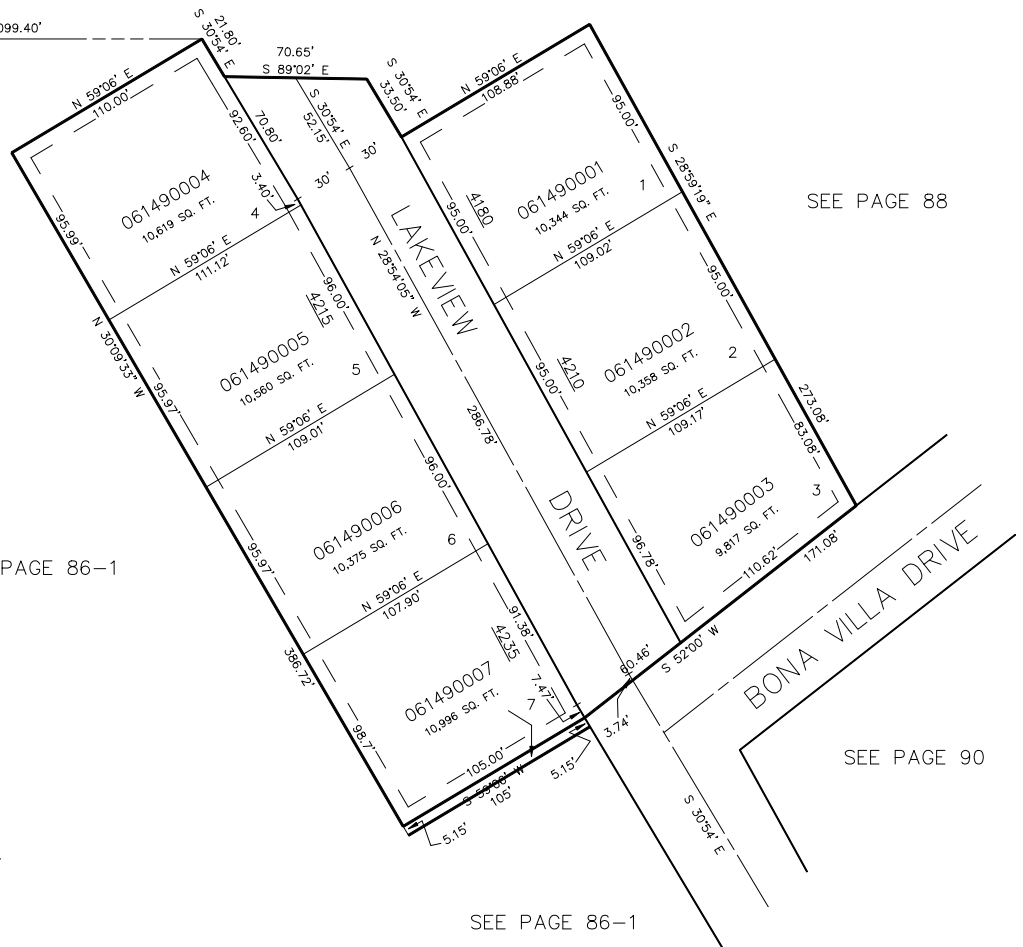 099.40'
21.80'
S 30°54' E
70.65'
S 89°02' E
S 30°54' E
33.50'
N 59°06' E
108.88'
N 59°06' E
110.00'
92.60'
70.80'
S 30°54' E
52.15'
30'
30'
95.00'
S 28°59'19" E
SEE PAGE 88
061490004
10,619 SQ. FT.
4
3.40'
95.99'
N 59°06' E
111.12'
4180
95.00'
061490001
10,344 SQ. FT.
1
N 59°06' E
109.02'
LAKEVIEW
N 28°54'05" W
4215
96.00'
95.00'
N 30°09'33" W
95.97'
061490005
10,560 SQ. FT.
5
4210
95.00'
061490002
10,358 SQ. FT.
2
N 59°06' E
109.17'
N 59°06' E
109.01'
286.78'
273.08'
83.08'
96.00'
061490006
10,375 SQ. FT.
6
95.97'
DRIVE
061490003
9,817 SQ. FT.
3
96.78'
110.62'
171.08'
PAGE 86-1
N 59°06' E
107.90'
4235
91.38'
386.72'
061490007
10,996 SQ. FT.
7
7.47'
60.46'
S 52°00' W
BONA VILLA DRIVE
98.7'
105.00'
S 59°06' W
105'
5.15'
3.74'
5.15'
SEE PAGE 90
S 30°54' E
SEE PAGE 86-1